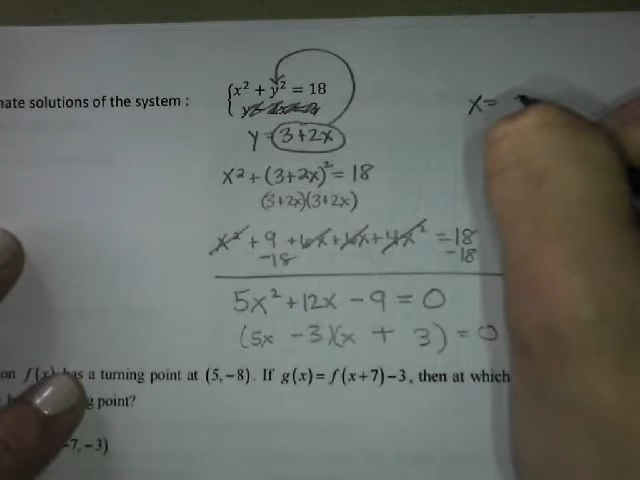 nate solutions of the system :
x² + y² = 18
y = 3+2x
x² + (3+2x)² = 18
(3+2x)(3+2x)
x² + 9 + 6x + 6x + 4x² = 18
-18 -18
5x² + 12x - 9 = 0
(5x - 3)(x + 3) = 0
x =
on f(x) has a turning point at (5,-8). If g(x) = f(x+7)-3, then at which
g point?
-7,-3)